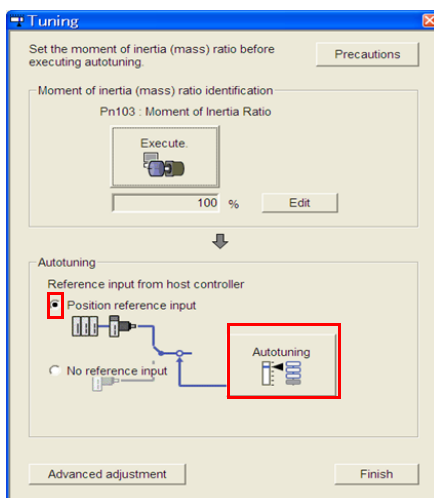 Tuning
Set the moment of inertia (mass) ratio before
executing autotuning.
Precautions
Moment of inertia (mass) ratio identification
Pn103 : Moment of Inertia Ratio
Execute.
100 %
Edit
Autotuning
Reference input from host controller
Position reference input
Autotuning
No reference input
Advanced adjustment
Finish